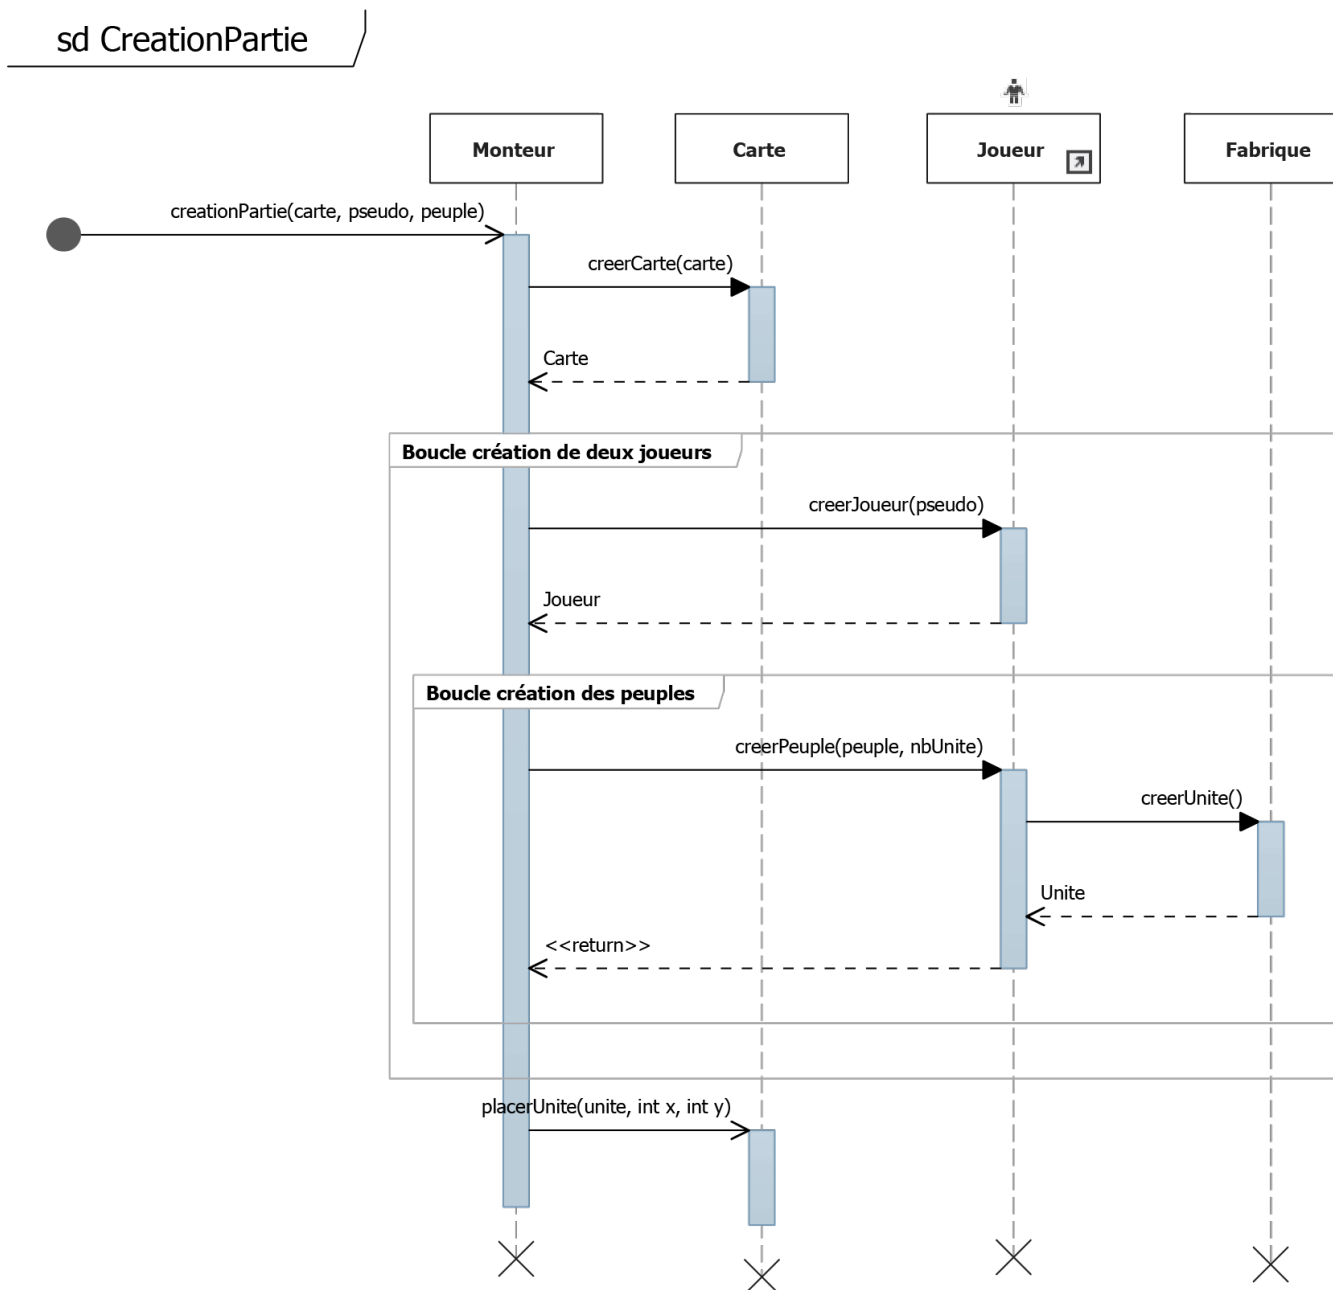 sd CreationPartie
Monteur
Carte
Joueur
Fabrique
creationPartie(carte, pseudo, peuple)
creerCarte(carte)
Carte
Boucle création de deux joueurs
creerJoueur(pseudo)
Joueur
Boucle création des peuples
creerPeuple(peuple, nbUnite)
creerUnite()
Unite
<<return>>
placerUnite(unite, int x, int y)